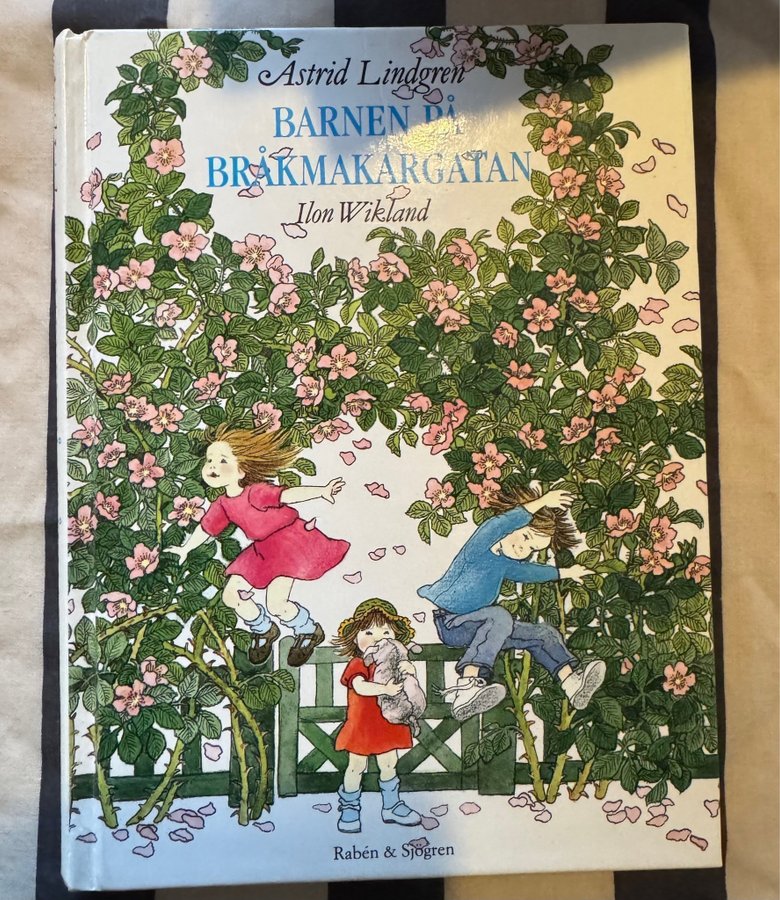 Astrid Lindgren
BARNEN PÅ
BRÅKMAKARGATAN
Ilon Wikland
Rabén & Sjögren